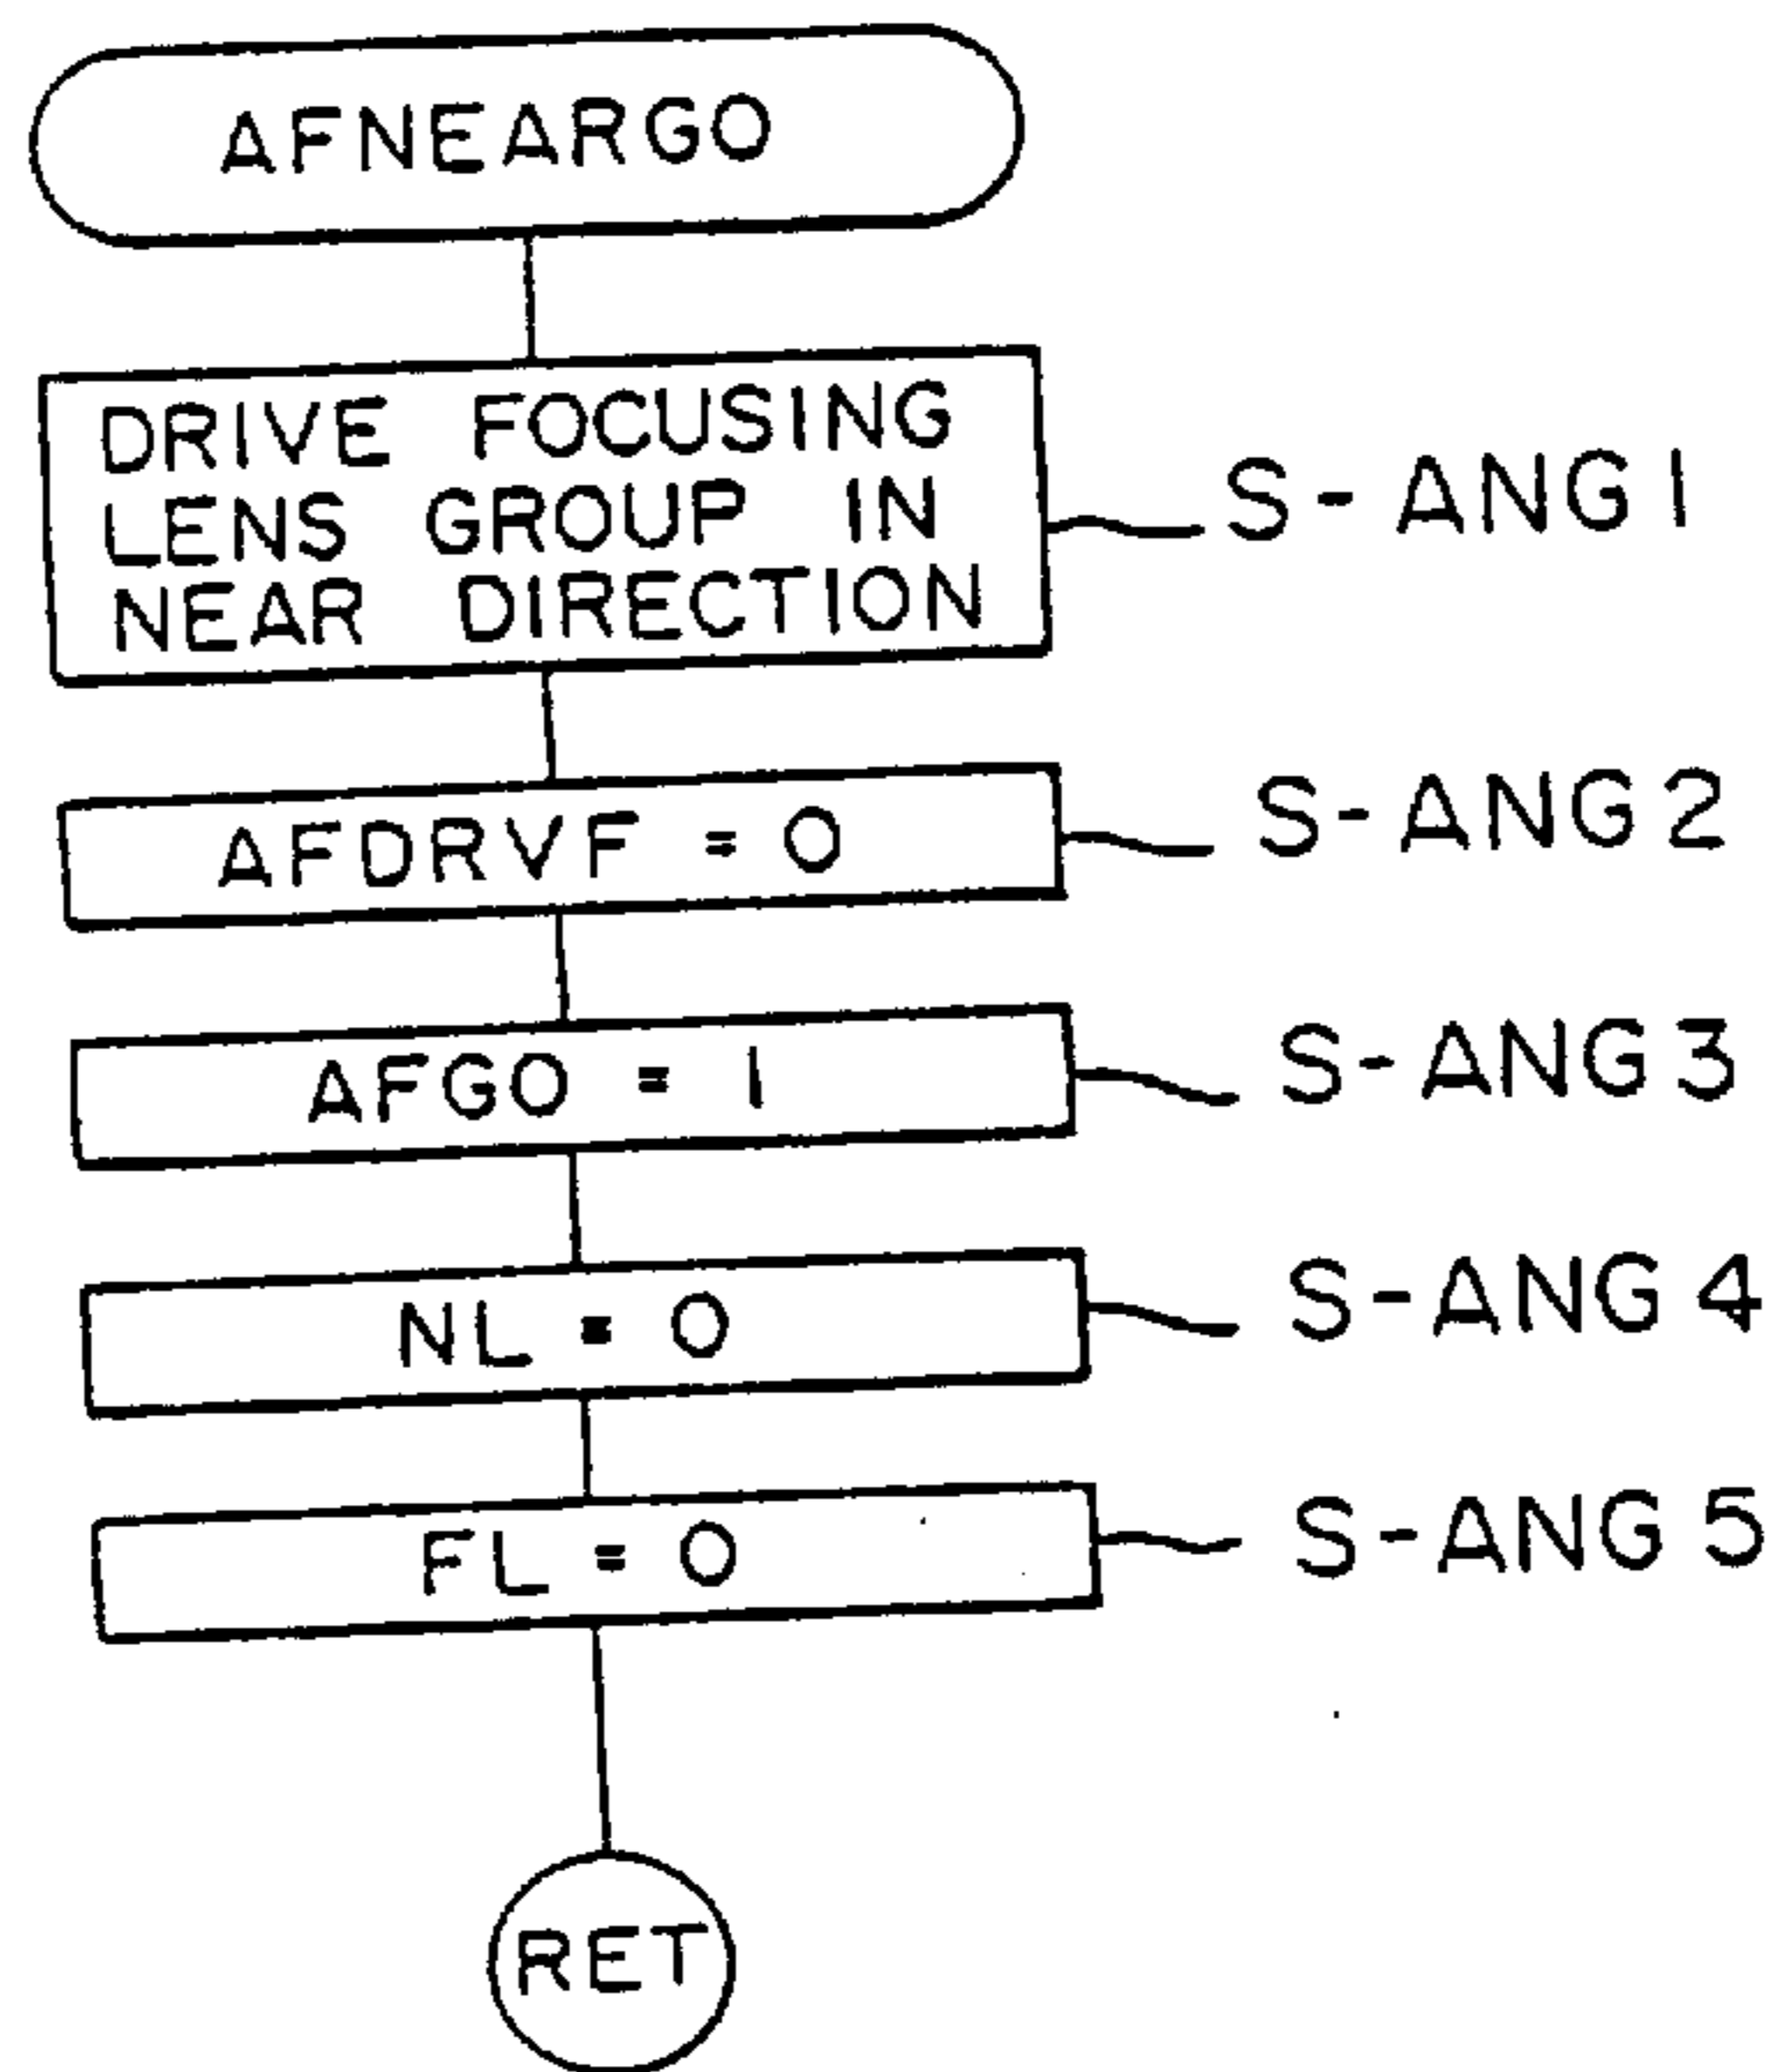 AFNEARGO
DRIVE FOCUSING
LENS GROUP IN
NEAR DIRECTION
S-ANG1
AFDRVF = 0
S-ANG2
AFGO = 1
S-ANG3
NL = 0
S-ANG4
FL = 0
S-ANG5
RET